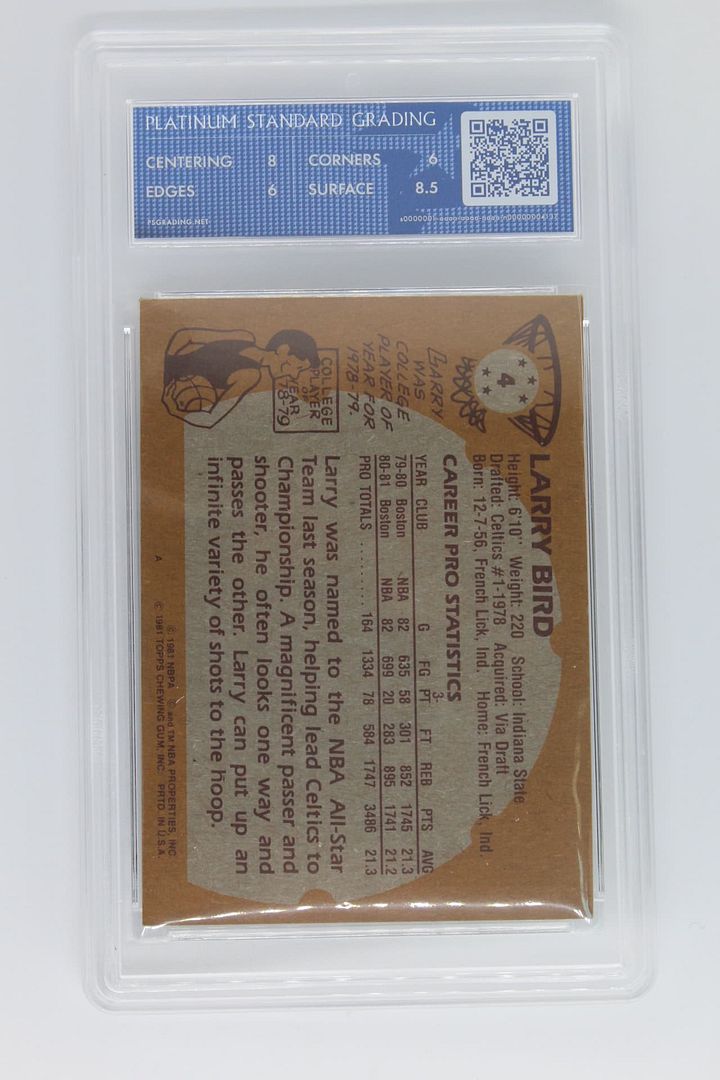 PLATINUM STANDARD GRADING
CENTERING 8 CORNERS 6
EDGES 6 SURFACE 8.5
PSGRADING.NET
4
LARRY BIRD
Height: 6'10'' Weight: 220 School: Indiana State
Drafted: Celtics #1-1978 Acquired: Via Draft
Born: 12-7-56, French Lick, Ind. Home: French Lick, Ind.
CAREER PRO STATISTICS
3-
YEAR CLUB G FG PT FT REB PTS AVG
79-80 Boston NBA 82 635 58 301 852 1745 21.3
80-81 Boston NBA 82 699 20 283 895 1741 21.2
PRO TOTALS .......... 164 1334 78 584 1747 3486 21.3
WAS
COLLEGE
PLAYER OF
YEAR FOR
1978-79.
COLLEGE
PLAYER
OF
YEAR
78-79
Larry was named to the NBA All-Star
Team last season, helping lead Celtics to
Championship. A magnificent passer and
shooter, he often looks one way and
passes the other. Larry can put up an
infinite variety of shots to the hoop.
© 1981 NBPA © and TM NBA PROPERTIES, INC.
A © 1981 TOPPS CHEWING GUM, INC. PRTD. IN U.S.A.